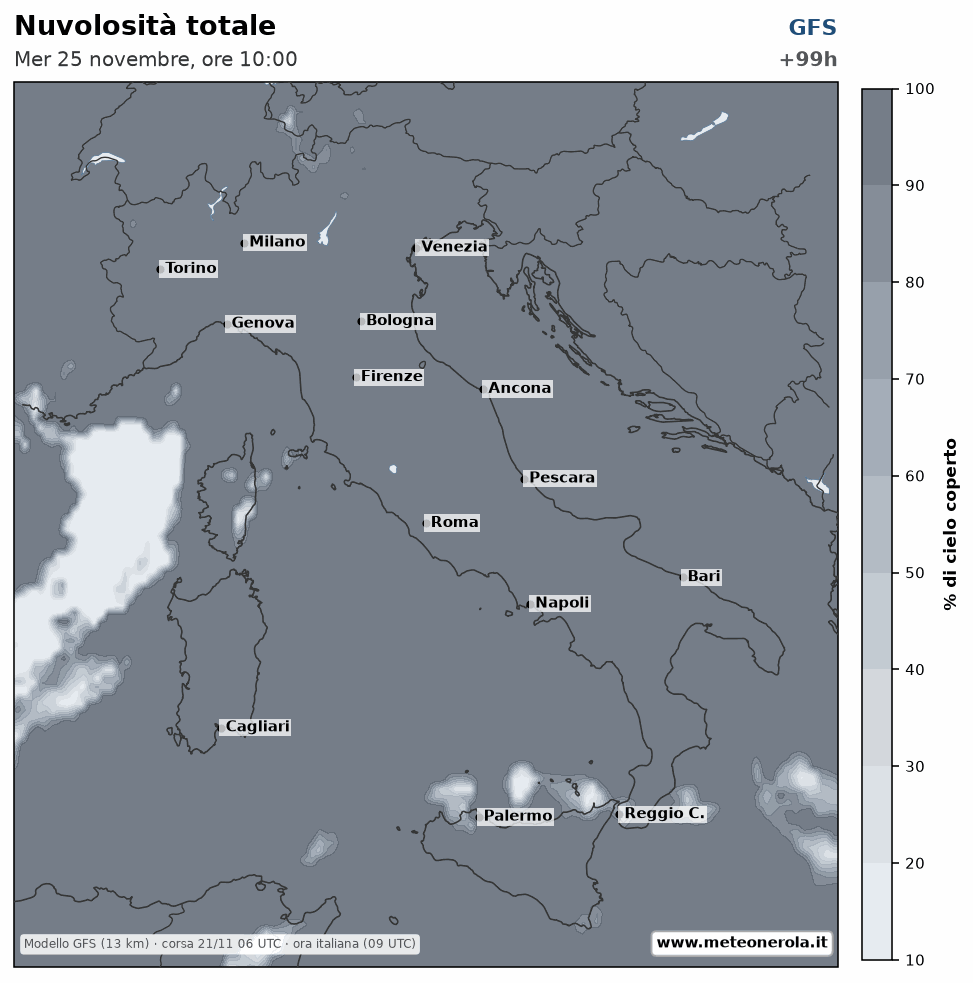 Nuvolosità totale
GFS
Mer 25 novembre, ore 10:00
+99h
100
90
80
70
60
50
40
30
20
10
% di cielo coperto
Milano
Venezia
Torino
Genova
Bologna
Firenze
Ancona
Pescara
Roma
Bari
Napoli
Cagliari
Palermo
Reggio C.
Modello GFS (13 km) · corsa 21/11 06 UTC · ora italiana (09 UTC)
www.meteonerola.it